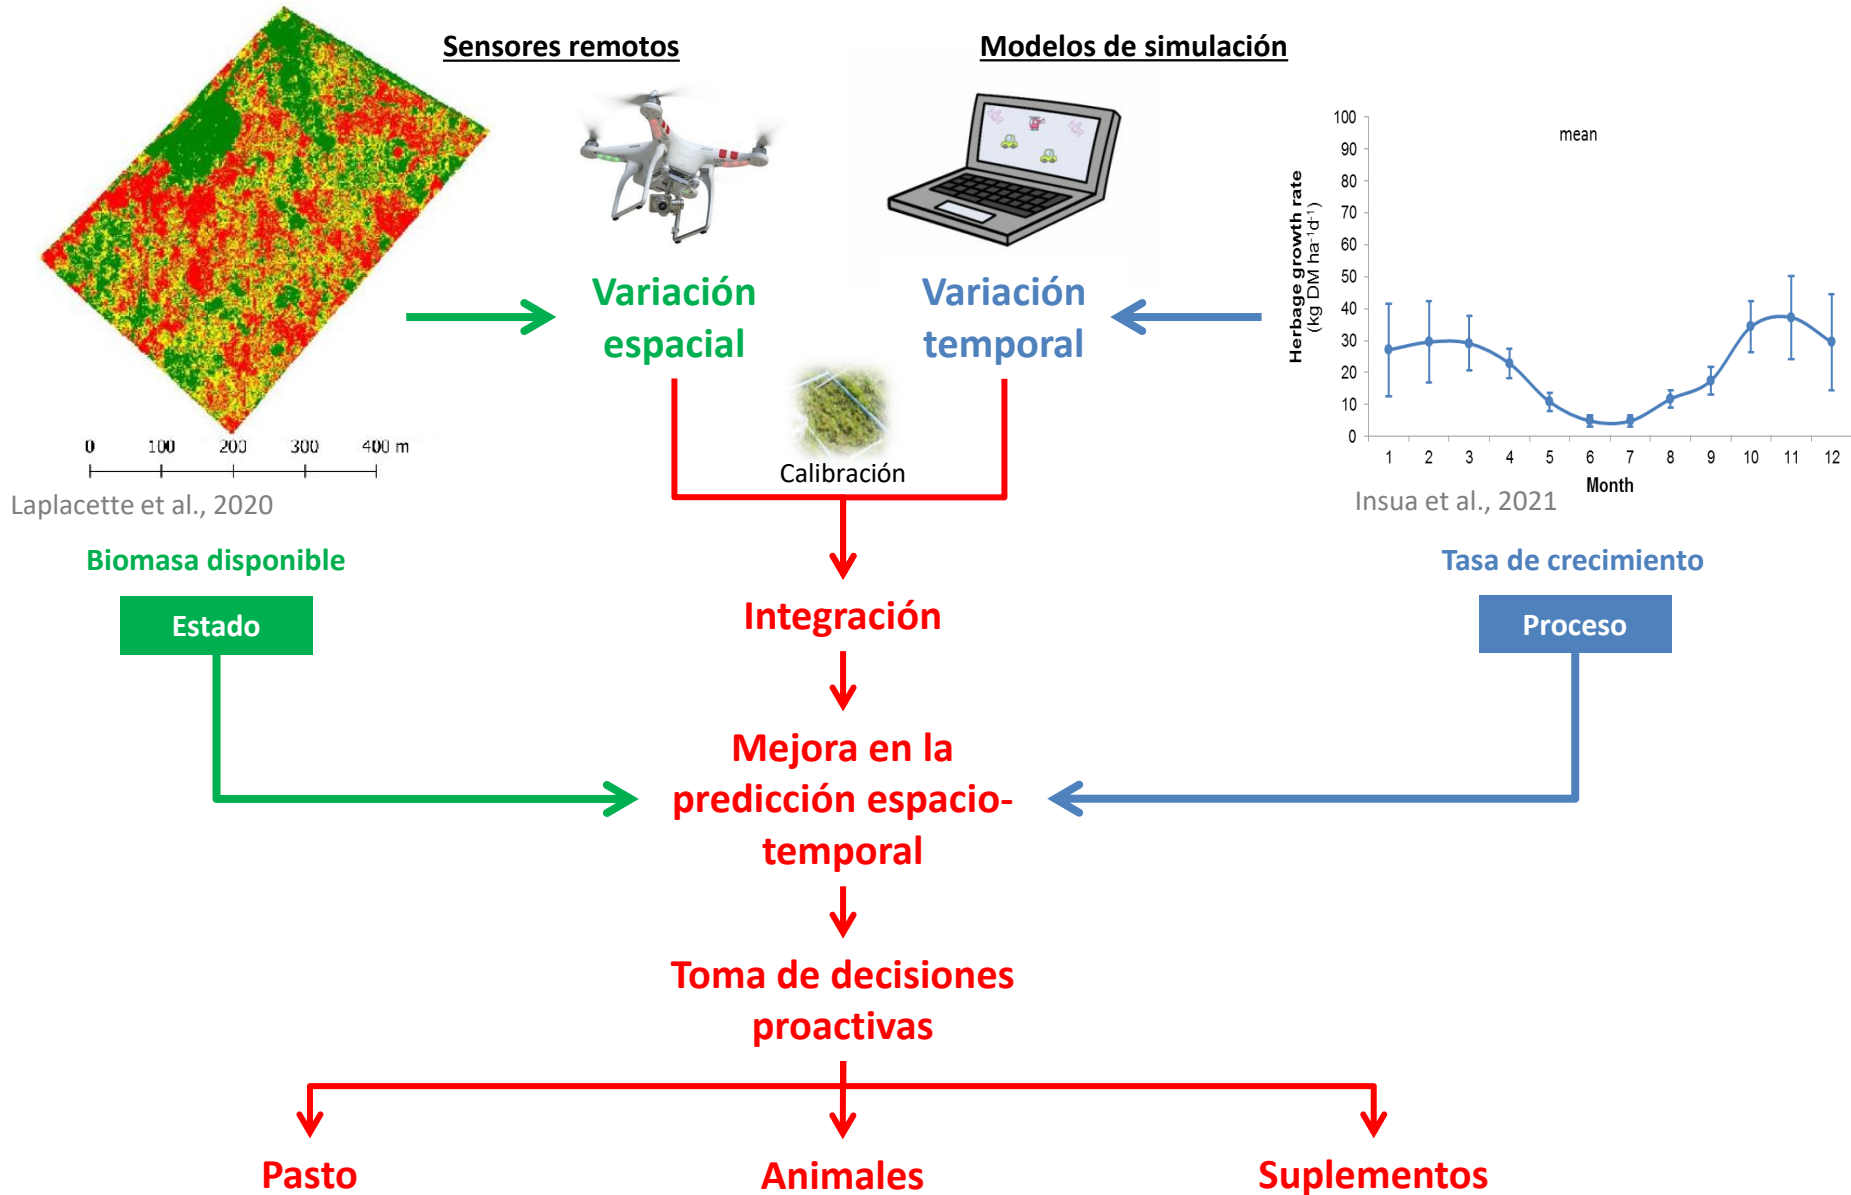 Sensores remotos
Modelos de simulación
Variación
espacial
Variación
temporal
Calibración
0 100 200 300 400 m
Laplacette et al., 2020
mean
Herbage growth rate
(kg DM ha⁻¹d⁻¹)
100
90
80
70
60
50
40
30
20
10
0
1 2 3 4 5 6 7 8 9 10 11 12
Month
Insua et al., 2021
Biomasa disponible
Tasa de crecimiento
Estado
Proceso
Integración
Mejora en la
predicción espacio-
temporal
Toma de decisiones
proactivas
Pasto
Animales
Suplementos